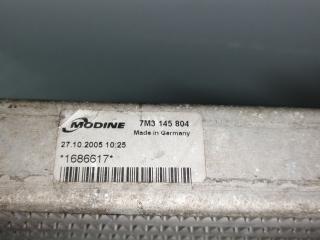 MODINE
7M3 145 804
Made in Germany
27.10.2005 10:25
*1686617*